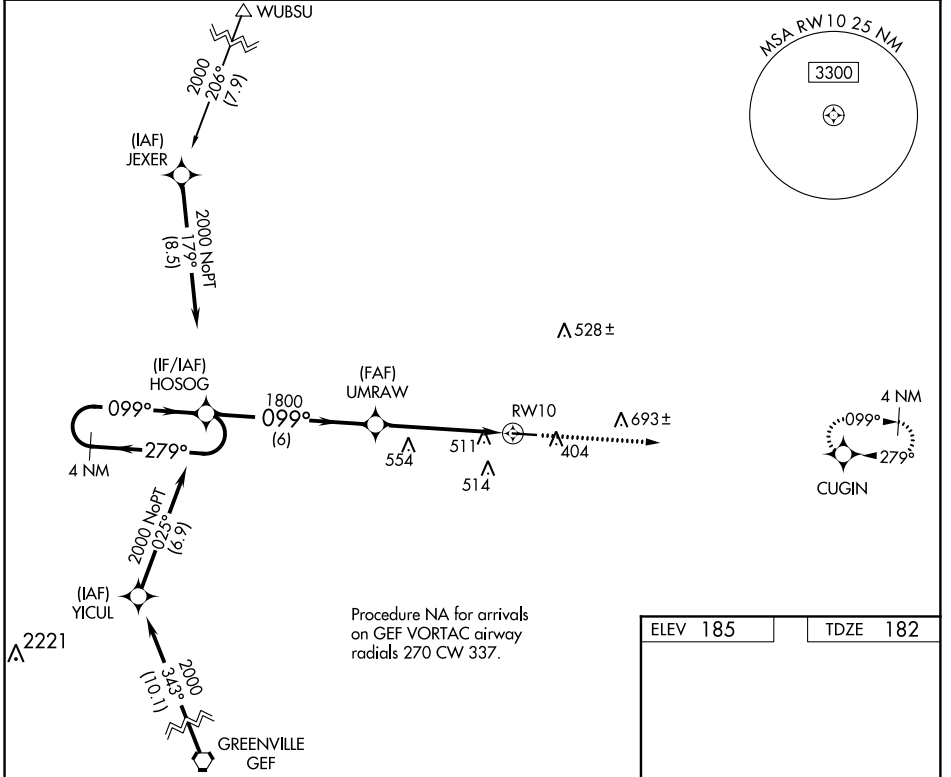 WUBSU
MSA RW10 25 NM
3300
2000
206°
(7.9)
(IAF)
JEXER
2000 NoPT
179°
(8.5)
528 ±
(IF/IAF)
HOSOG
(FAF)
UMRAW
1800
099°
(6)
099°
279°
4 NM
RW10
693 ±
554
511
404
514
4 NM
099°
279°
CUGIN
2000 NoPT
025°
(6.9)
(IAF)
YICUL
Procedure NA for arrivals
on GEF VORTAC airway
radials 270 CW 337.
ELEV 185
TDZE 182
2221
2000
343°
(10.1)
GREENVILLE
GEF